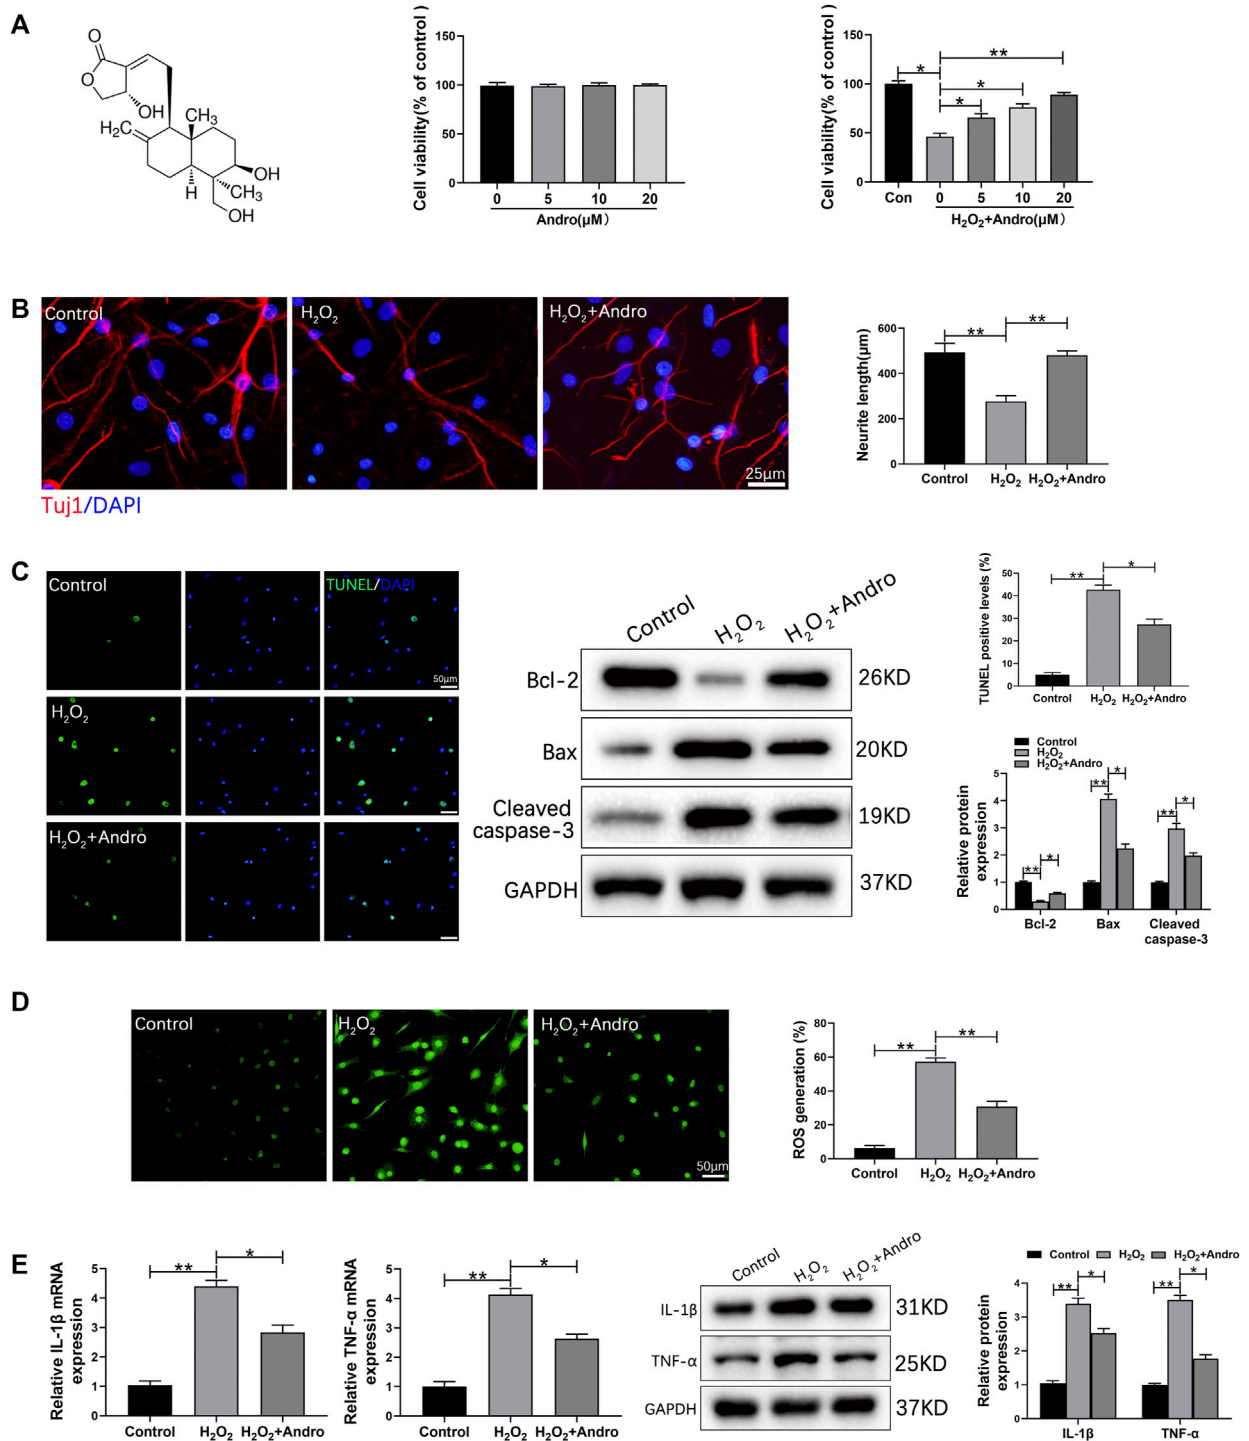 A
O
O
OH
H₂C
CH₃
OH
H
CH₃
OH
Cell viability(% of control )
150
100
50
0
0 5 10 20
Andro(μM)
Cell viability(% of control )
150
100
50
0
* ** * *
Con 0 5 10 20
H₂O₂+Andro(μM)
B
Control
H₂O₂
H₂O₂+Andro
25μm
Tuj1/DAPI
Neurite length(μm)
600
400
200
0
** **
Control H₂O₂ H₂O₂+Andro
C
Control
TUNEL/DAPI
50μm
H₂O₂
H₂O₂+Andro
Control H₂O₂ H₂O₂+Andro
Bcl-2 26KD
Bax 20KD
Cleaved
caspase-3 19KD
GAPDH 37KD
TUNEL positive levels (%)
50
40
30
20
10
0
** *
Control H₂O₂ H₂O₂+Andro
Control
H₂O₂
H₂O₂+Andro
Relative protein
expression
5
4
3
2
1
0
** * ** * ** *
Bcl-2 Bax Cleaved
caspase-3
D
Control
H₂O₂
H₂O₂+Andro
50μm
ROS generation (%)
80
60
40
20
0
** **
Control H₂O₂ H₂O₂+Andro
E
Relative IL-1β mRNA
expression
5
4
3
2
1
0
** *
Control H₂O₂ H₂O₂+Andro
Relative TNF-α mRNA
expression
5
4
3
2
1
0
** *
Control H₂O₂ H₂O₂+Andro
Control H₂O₂ H₂O₂+Andro
IL-1β 31KD
TNF-α 25KD
GAPDH 37KD
Control H₂O₂ H₂O₂+Andro
Relative protein
expression
4
3
2
1
0
** * ** *
IL-1β TNF-α